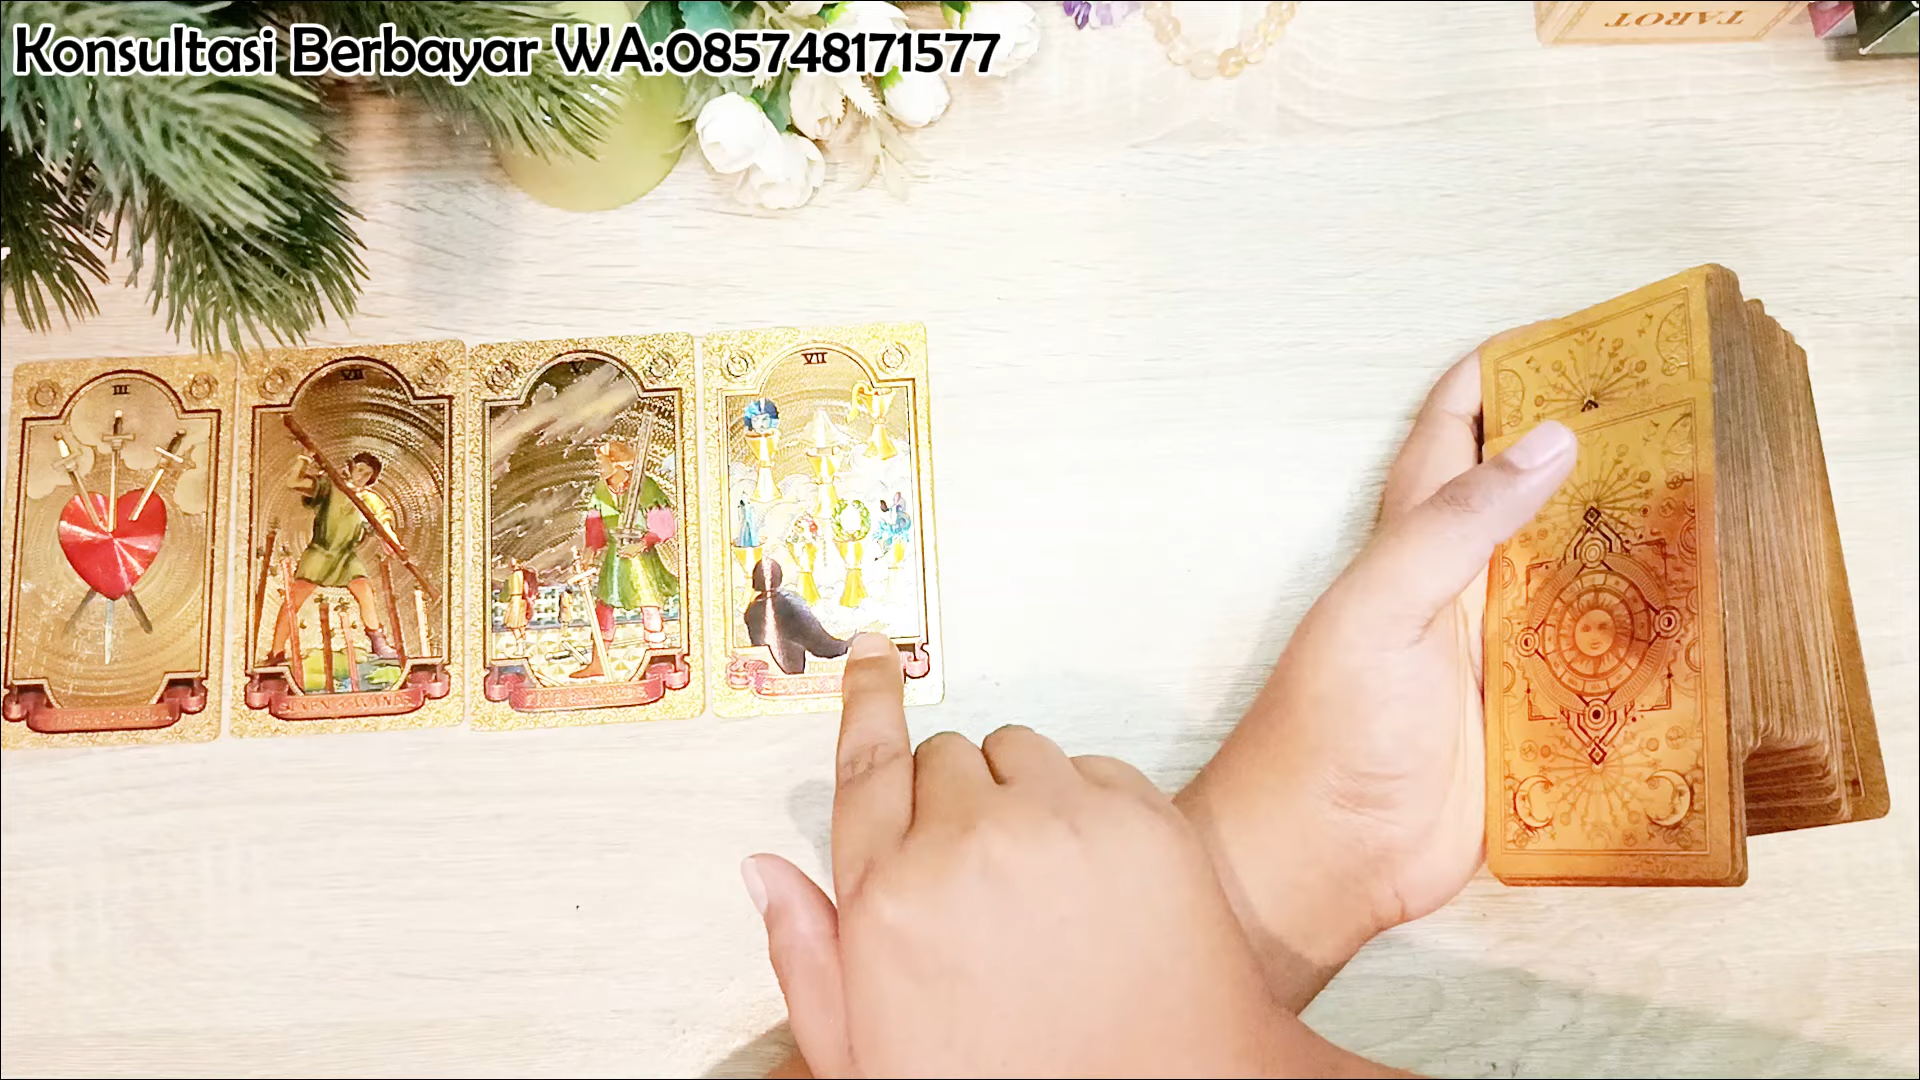 Konsultasi Berbayar WA:085748171577
TAROT
III
VII
V
VII
SEVEN of WANDS